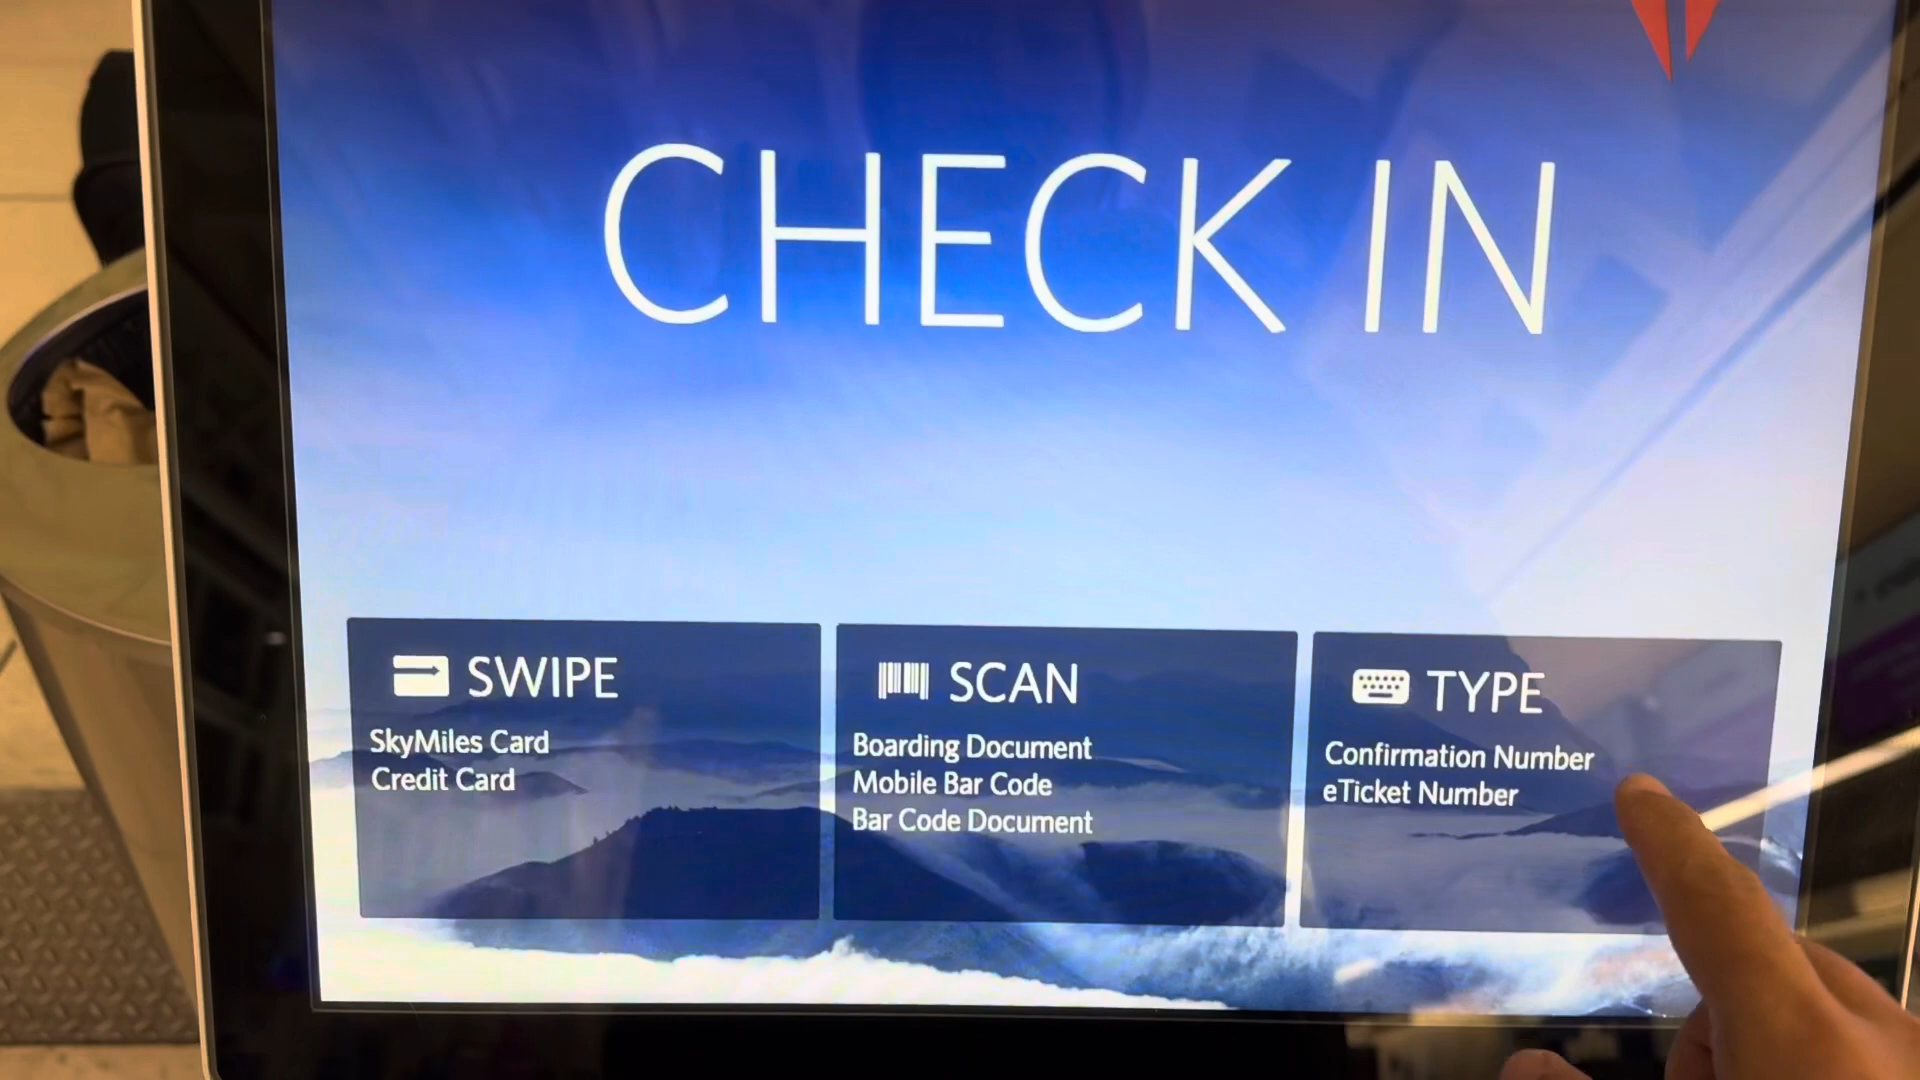 CHECK IN
SWIPE
SkyMiles Card
Credit Card
SCAN
Boarding Document
Mobile Bar Code
Bar Code Document
TYPE
Confirmation Number
eTicket Number